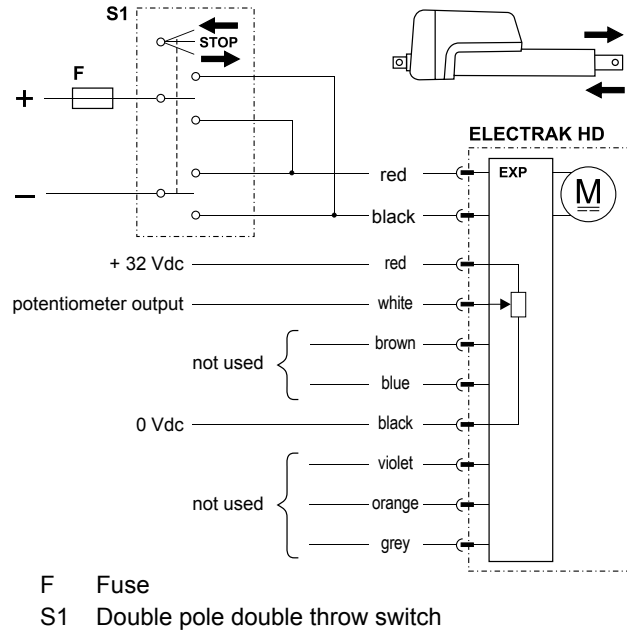 S1
STOP
F
+
–
ELECTRAK HD
EXP
M
red
black
+ 32 Vdc
red
potentiometer output
white
not used
brown
blue
0 Vdc
black
not used
violet
orange
grey
F Fuse
S1 Double pole double throw switch